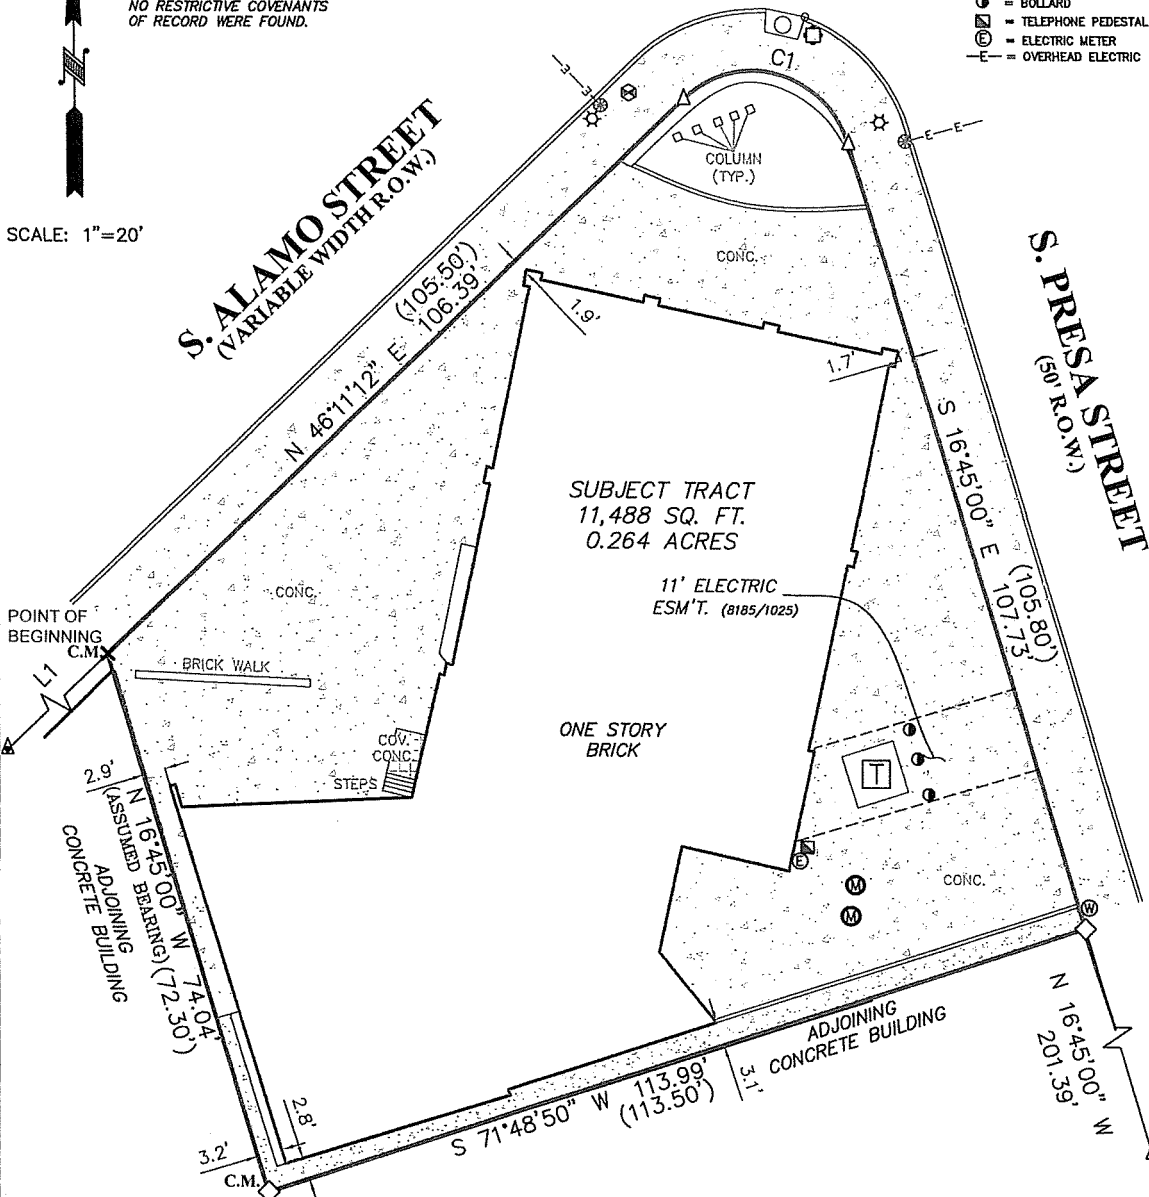 NO RESTRICTIVE COVENANTS
OF RECORD WERE FOUND.
= BOLLARD
= TELEPHONE PEDESTAL
E = ELECTRIC METER
—E— = OVERHEAD ELECTRIC
SCALE: 1"=20'
S. ALAMO STREET
(VARIABLE WIDTH R.O.W.)
E
C1
E E
COLUMN
(TYP.)
CONC.
(105.50')
N 46°11'12" E 106.39'
1.9'
1.7'
S. PRESA STREET
(50' R.O.W.)
S 16°45'00" E 107.73'
(105.80')
SUBJECT TRACT
11,488 SQ. FT.
0.264 ACRES
11' ELECTRIC
ESM'T. (8185/1025)
CONC.
POINT OF
BEGINNING
C.M.
L1
BRICK WALK
COV.
CONC.
STEPS
ONE STORY
BRICK
T
E
M
M
CONC.
W
2.9'
N 16°45'00" W 74.04'
(ASSUMED BEARING)(72.30')
ADJOINING
CONCRETE BUILDING
ADJOINING
CONCRETE BUILDING
N 16°45'00" W
201.39'
S 71°48'50" W 113.99'
(113.50')
3.1'
2.8'
3.2'
C.M.